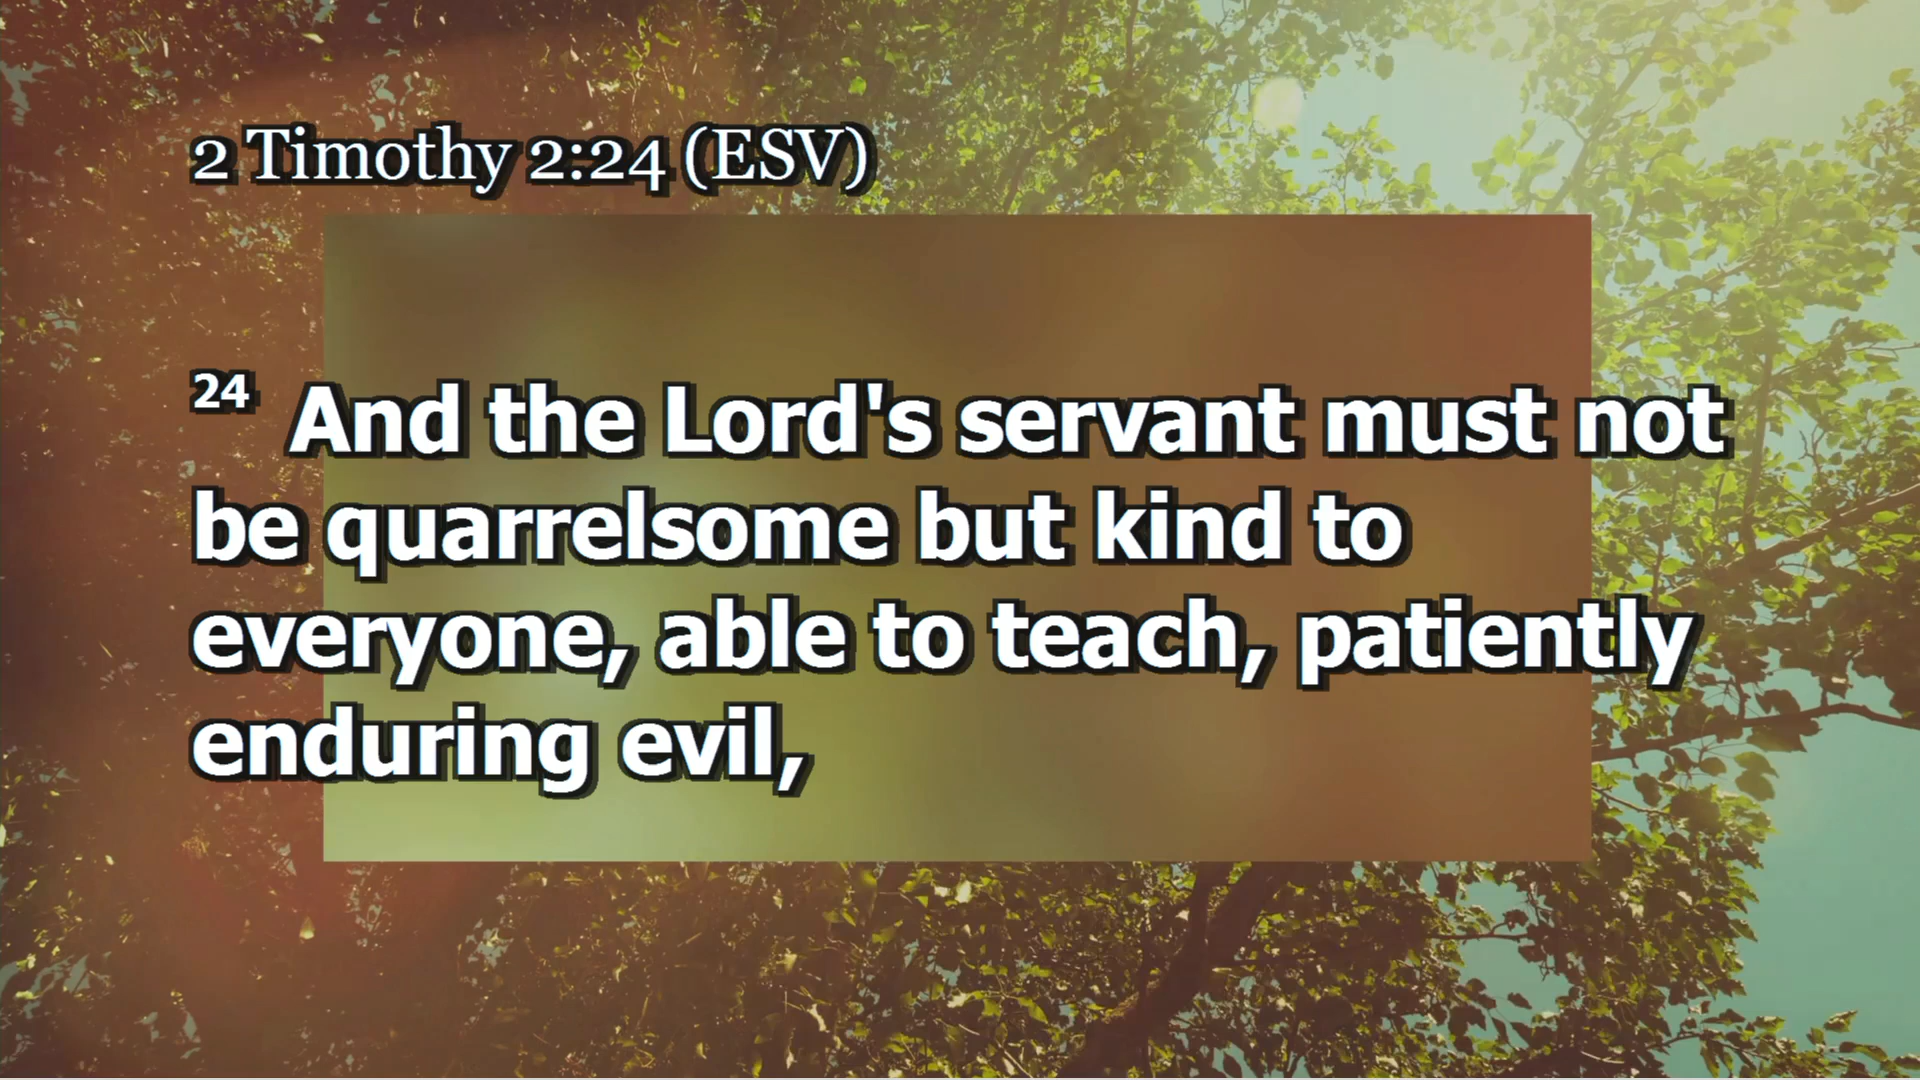 2 Timothy 2:24 (ESV)
24 And the Lord's servant must not
be quarrelsome but kind to
everyone, able to teach, patiently
enduring evil,